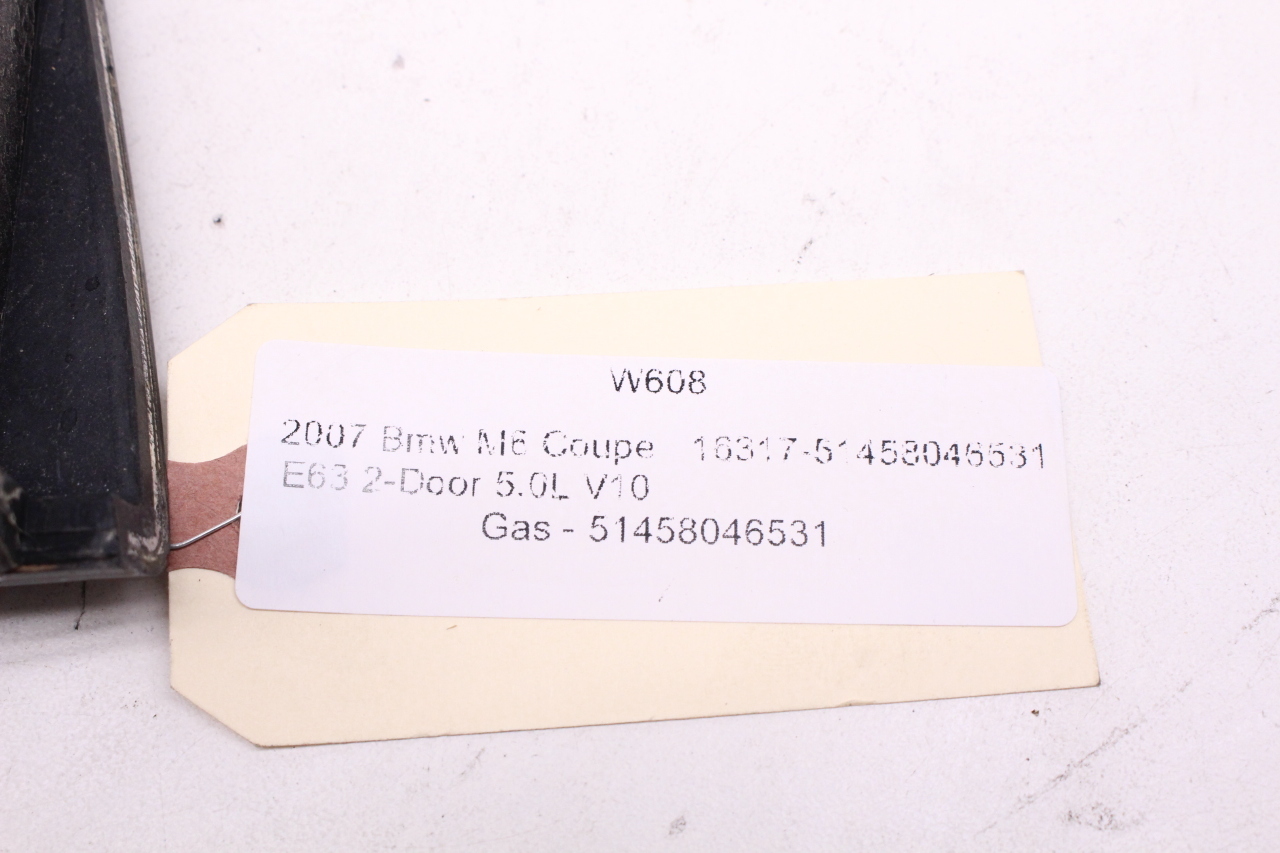 W608
2007 Bmw M6 Coupe 16317-51458046531
E63 2-Door 5.0L V10
Gas - 51458046531